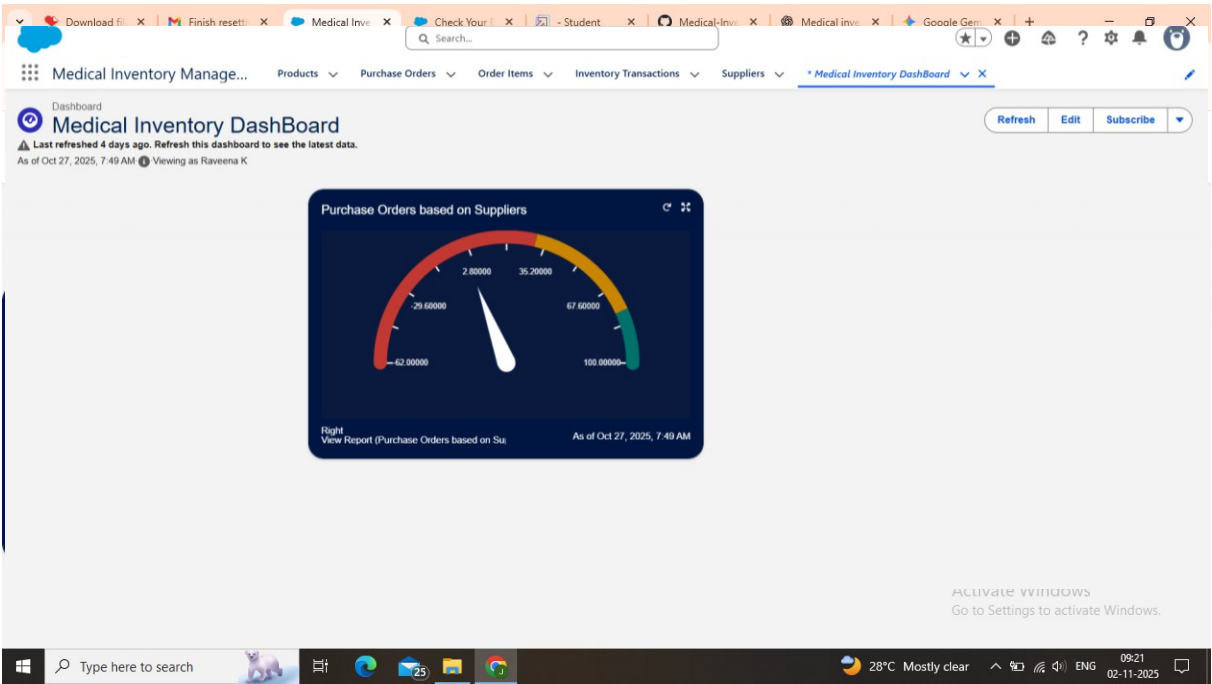 Download fil
Finish resetti
Medical Inve
Check Your E
- Student
Medical-Inve
Medical inve
Google Gem
Search...
Medical Inventory Manage...
Products
Purchase Orders
Order Items
Inventory Transactions
Suppliers
* Medical Inventory DashBoard
Dashboard
Medical Inventory DashBoard
Last refreshed 4 days ago. Refresh this dashboard to see the latest data.
As of Oct 27, 2025, 7:49 AM Viewing as Raveena K
Refresh
Edit
Subscribe
Purchase Orders based on Suppliers
2.80000
35.20000
-29.60000
67.60000
-62.00000
100.00000
Right
View Report (Purchase Orders based on Su
As of Oct 27, 2025, 7:49 AM
Activate Windows
Go to Settings to activate Windows.
Type here to search
25
28°C Mostly clear
ENG
09:21
02-11-2025